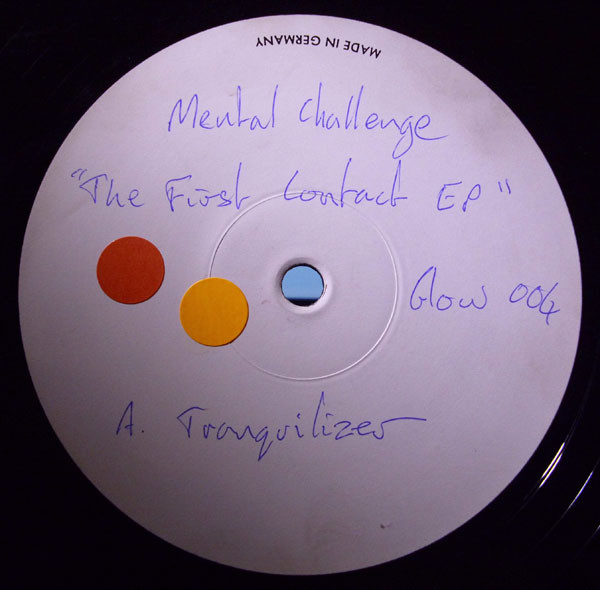 MADE IN GERMANY
Mental Challenge
"The First Contact EP"
Glow 004
A. Tranquilizer